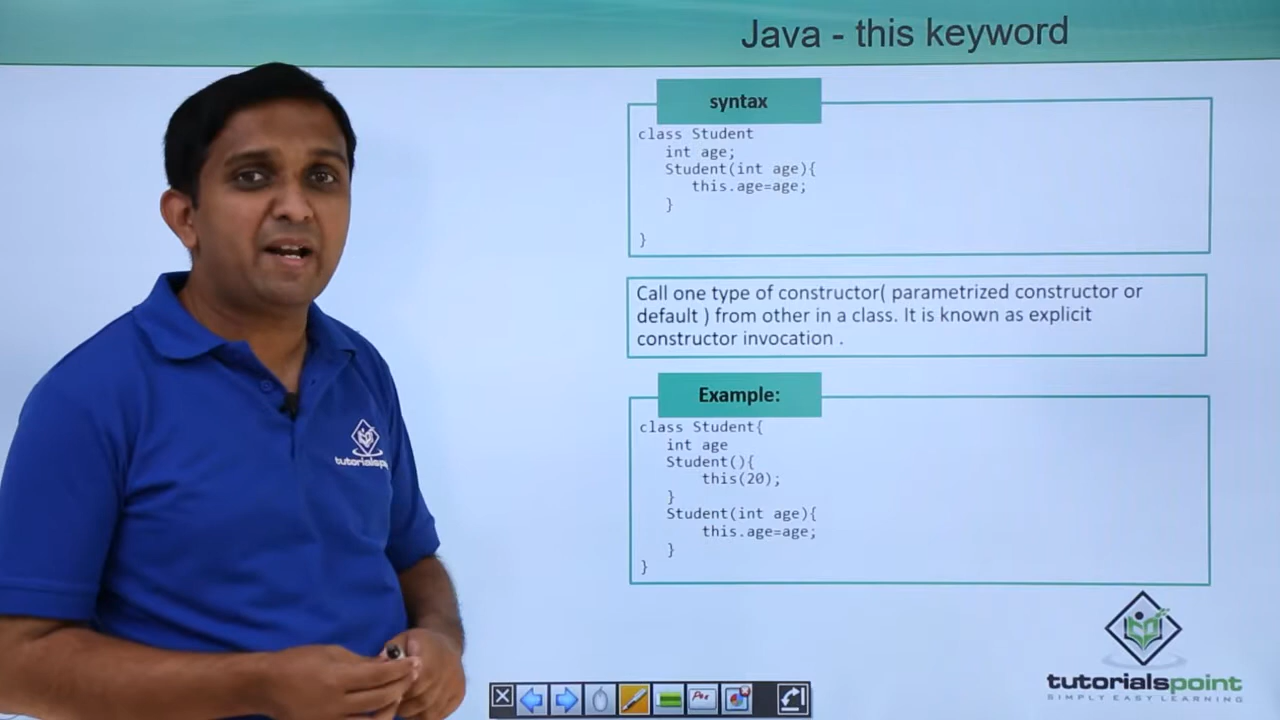 Java - this keyword
syntax
class Student
int age;
Student(int age){
this.age=age;
}
}
Call one type of constructor( parametrized constructor or
default ) from other in a class. It is known as explicit
constructor invocation .
Example:
class Student{
int age
Student(){
this(20);
}
Student(int age){
this.age=age;
}
}
tutorialspoint
SIMPLY EASY LEARNING